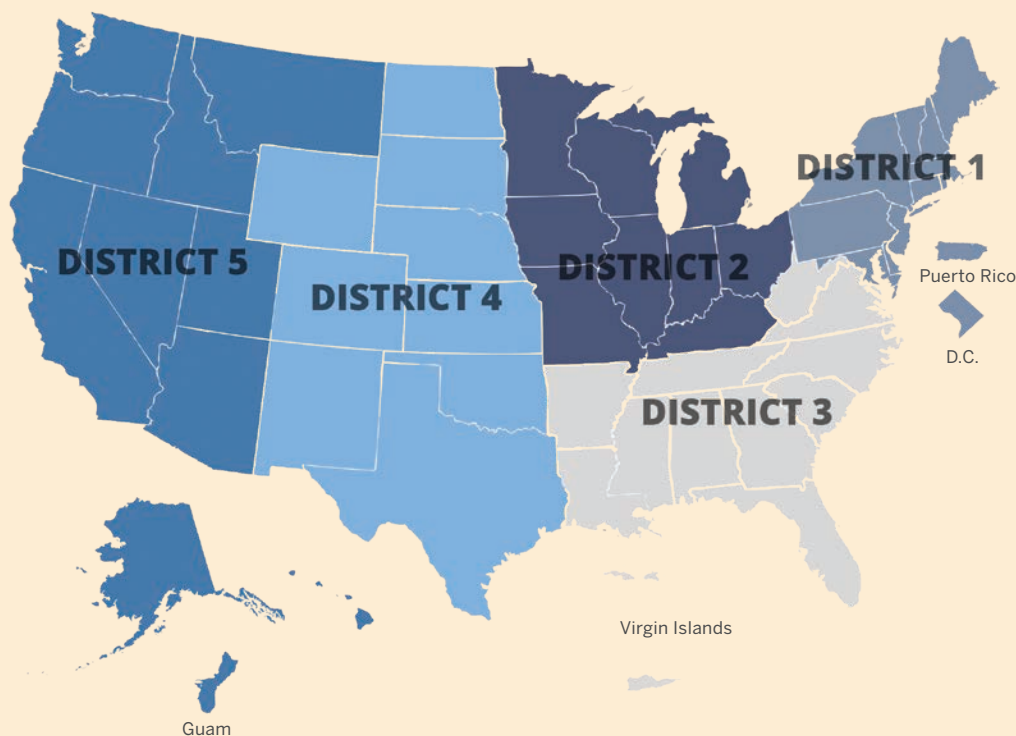 DISTRICT 1
DISTRICT 5
DISTRICT 2
Puerto Rico
DISTRICT 4
D.C.
DISTRICT 3
Virgin Islands
Guam